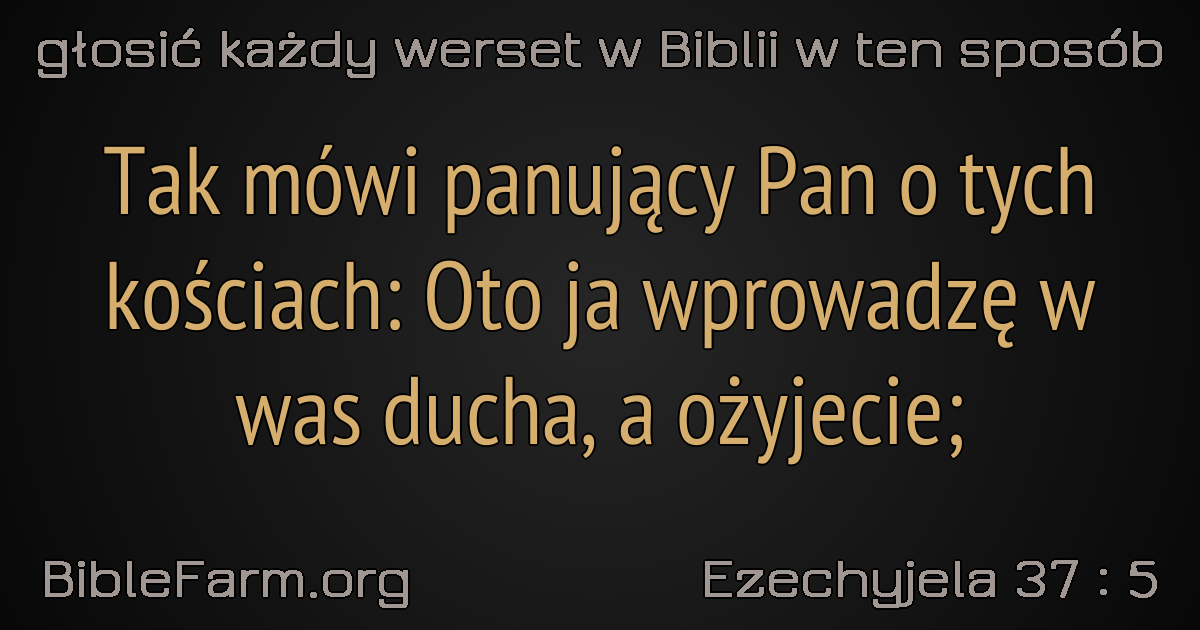 głosić każdy werset w Biblii w ten sposób
Tak mówi panujący Pan o tych
kościach: Oto ja wprowadzę w
was ducha, a ożyjecie;
BibleFarm.org
Ezechyjela 37 : 5